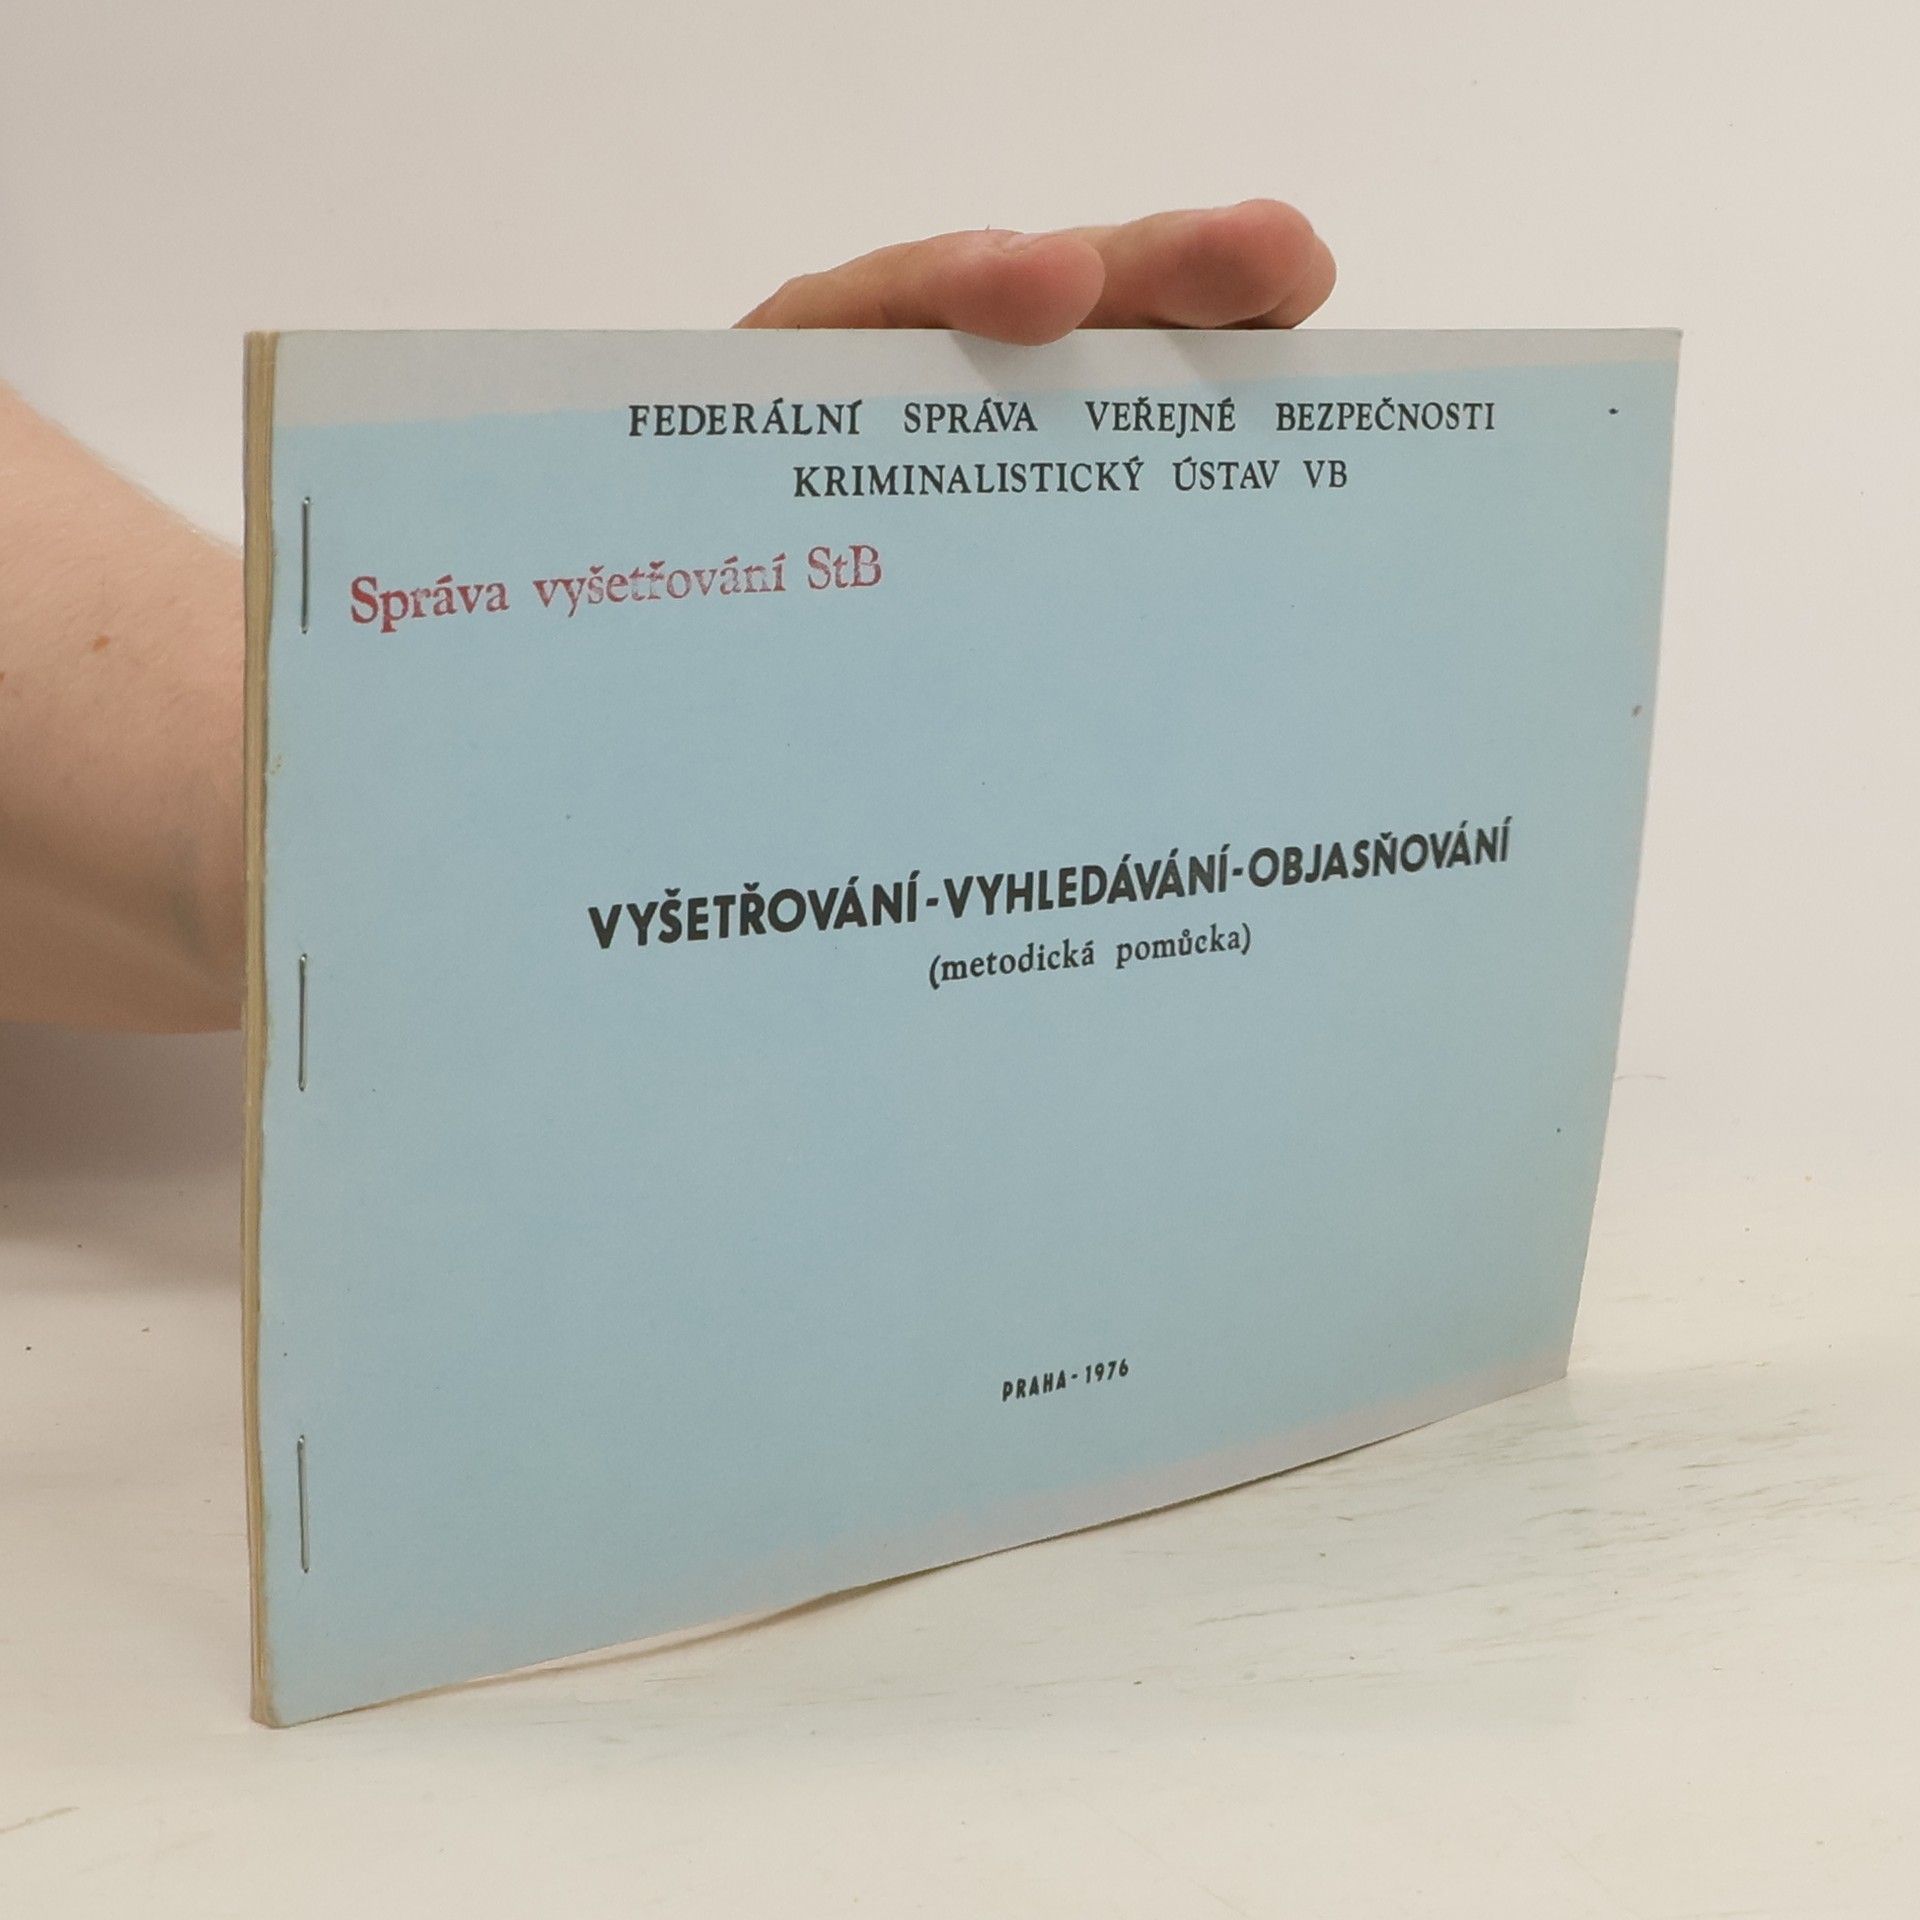 FEDERÁLNÍ SPRÁVA VEŘEJNÉ BEZPEČNOSTI
KRIMINALISTICKÝ ÚSTAV VB
Správa vyšetřování StB
VYŠETŘOVÁNÍ-VYHLEDÁVÁNÍ-OBJASŇOVÁNÍ
(metodická pomůcka)
PRAHA-1976